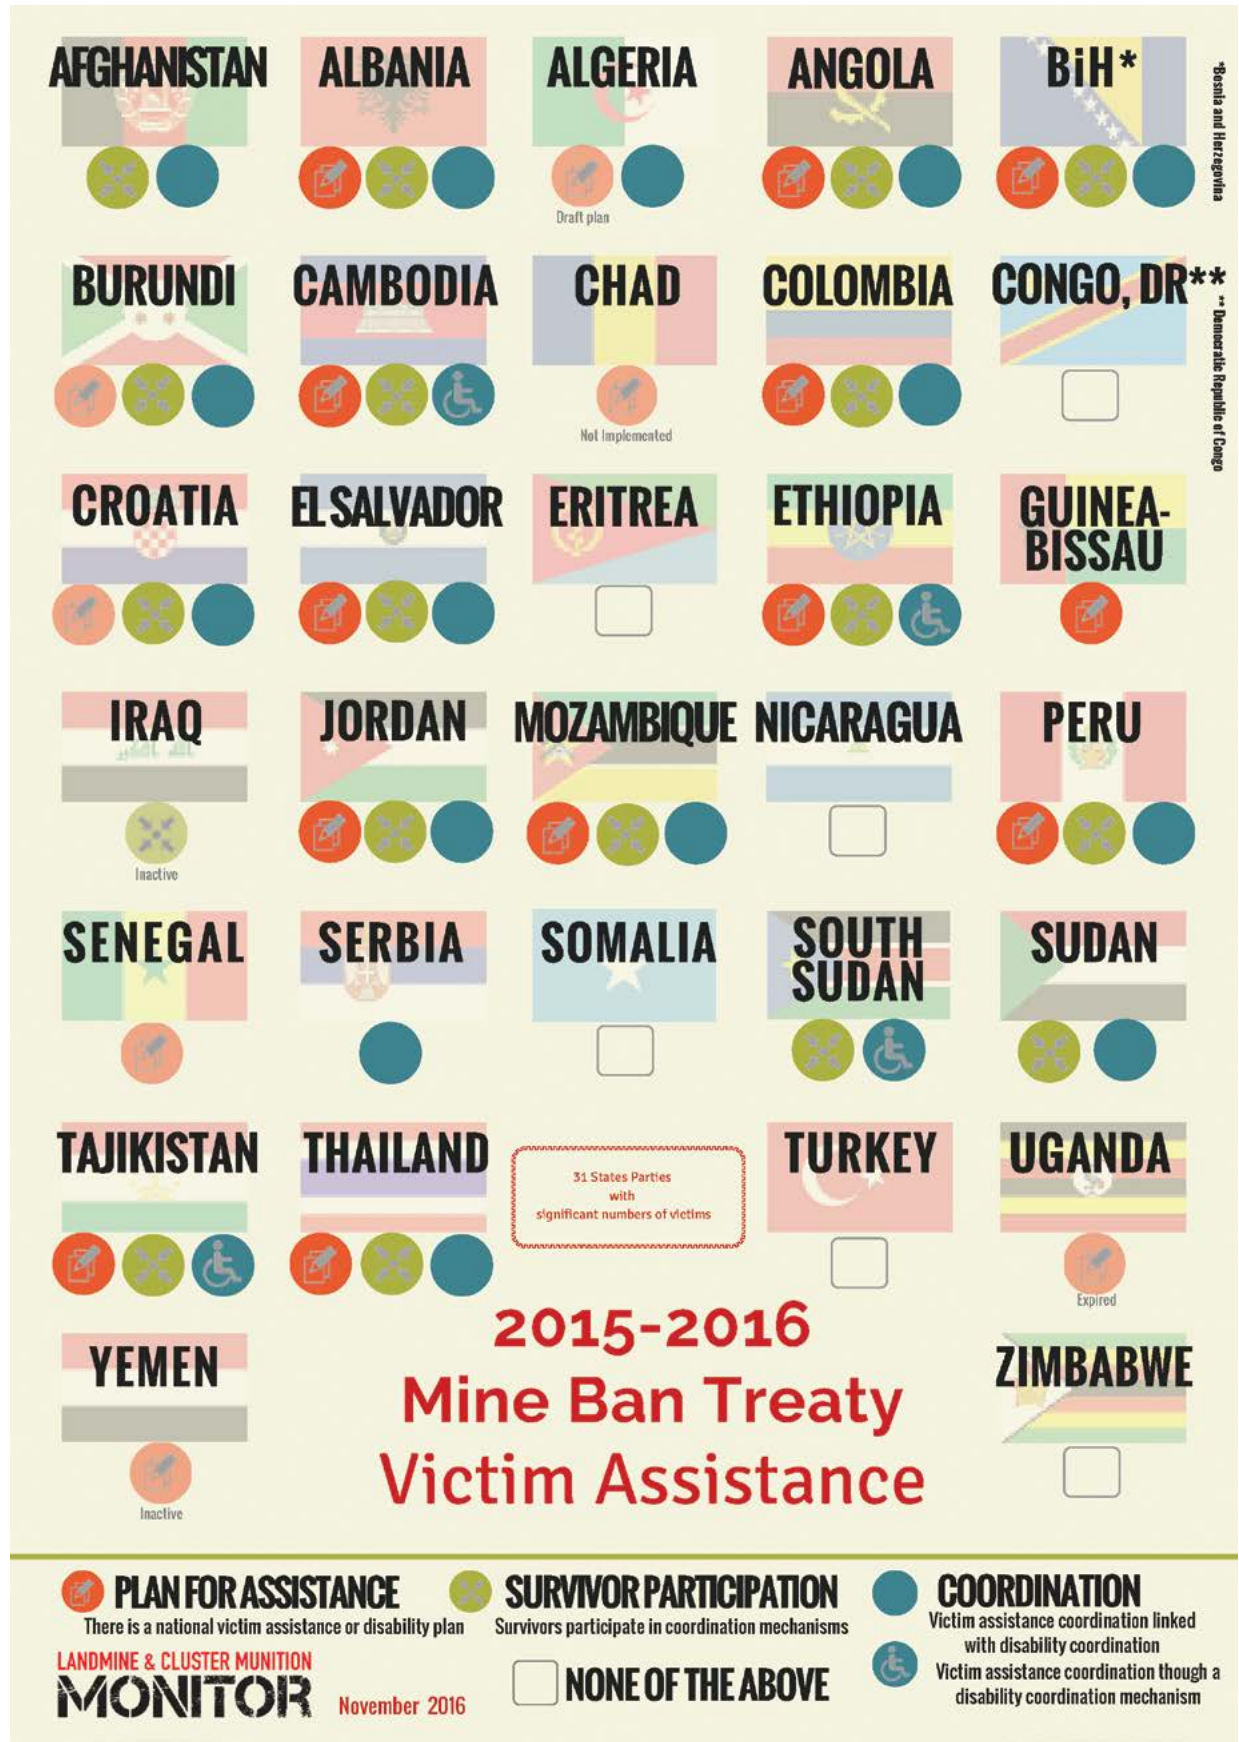 AFGHANISTAN
ALBANIA
ALGERIA
ANGOLA
BiH*
*Bosnia and Herzegovina
Draft plan
BURUNDI
CAMBODIA
CHAD
COLOMBIA
CONGO, DR**
** Democratic Republic of Congo
Not Implemented
CROATIA
EL SALVADOR
ERITREA
ETHIOPIA
GUINEA-
BISSAU
IRAQ
JORDAN
MOZAMBIQUE
NICARAGUA
PERU
Inactive
SENEGAL
SERBIA
SOMALIA
SOUTH
SUDAN
SUDAN
TAJIKISTAN
THAILAND
31 States Parties
with
significant numbers of victims
TURKEY
UGANDA
Expired
YEMEN
Inactive
2015-2016
Mine Ban Treaty
Victim Assistance
ZIMBABWE
PLAN FOR ASSISTANCE
There is a national victim assistance or disability plan
SURVIVOR PARTICIPATION
Survivors participate in coordination mechanisms
COORDINATION
Victim assistance coordination linked
with disability coordination
Victim assistance coordination though a
disability coordination mechanism
NONE OF THE ABOVE
LANDMINE & CLUSTER MUNITION
MONITOR
November 2016